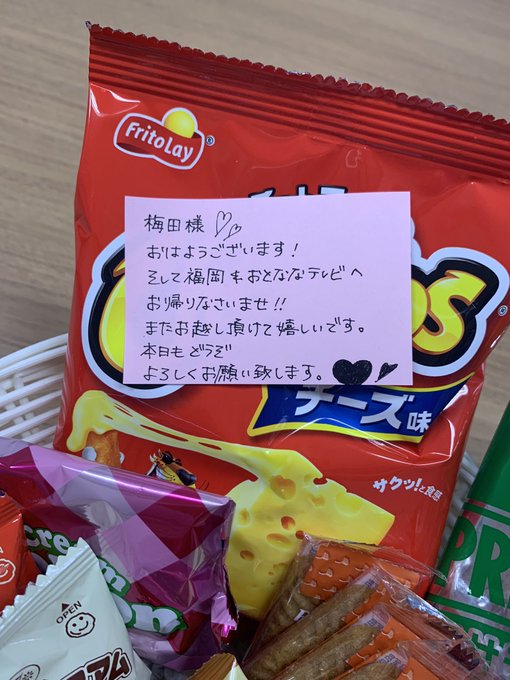 FritoLay
梅田様
おはようございます!
そして福岡&おとななテレビへ
お帰りなさいませ!!
またお越し頂けて嬉しいです。
本日もどうぞ
よろしくお願い致します。
チーズ味
サクッ!と食感
OPEN